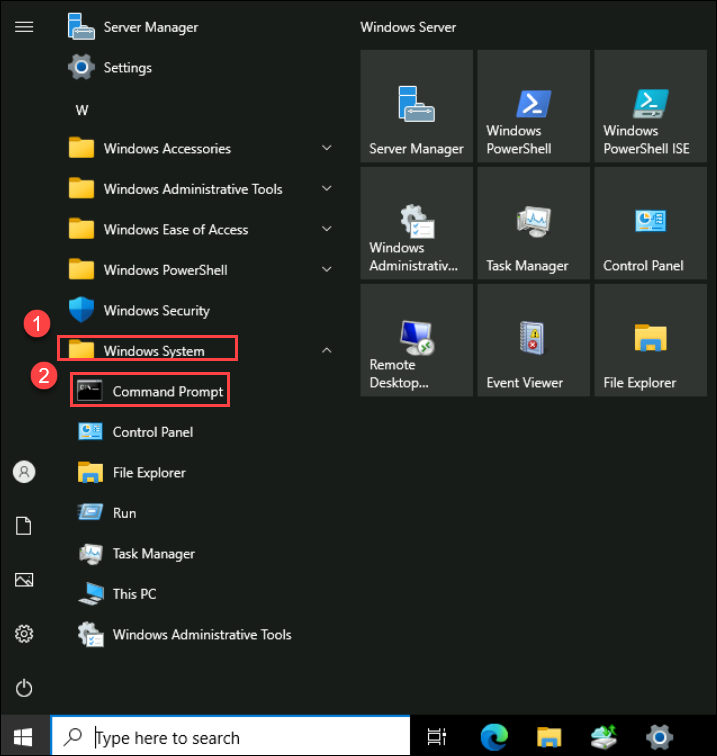 Server Manager
Settings
W
Windows Accessories
Windows Administrative Tools
Windows Ease of Access
Windows PowerShell
Windows Security
1
Windows System
2
Command Prompt
Control Panel
File Explorer
Run
Task Manager
This PC
Windows Administrative Tools
Windows Server
Server Manager
Windows
PowerShell
Windows
PowerShell ISE
Windows
Administrativ...
Task Manager
Control Panel
Remote
Desktop...
Event Viewer
File Explorer
Type here to search